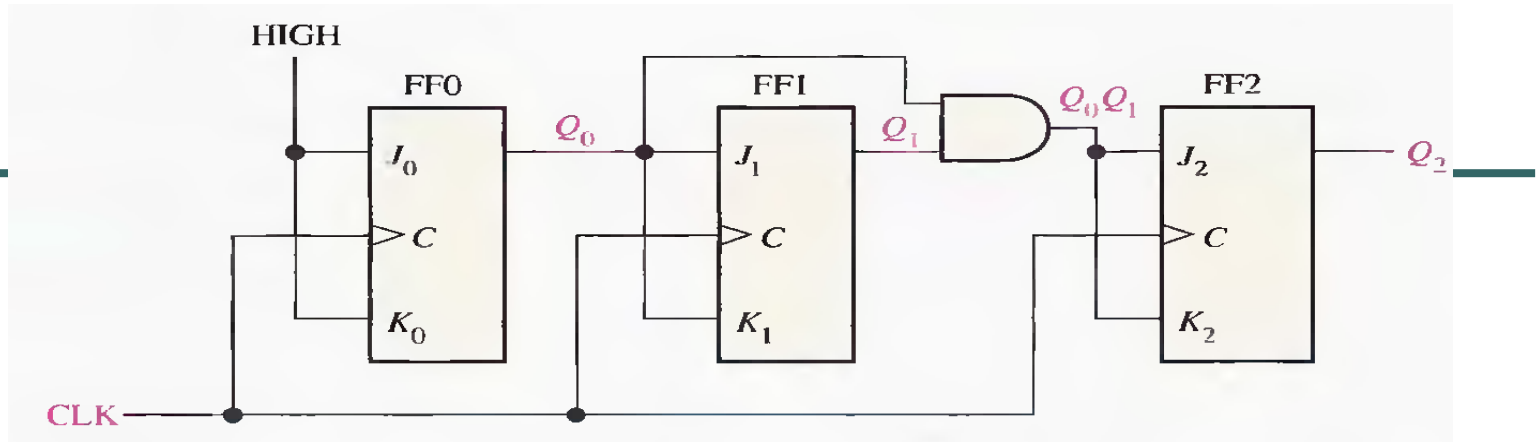 HIGH
FF0 FF1 FF2
Q₀ Q₁ Q₀Q₁
J₀ J₁ J₂ Q₂
C C C
K₀ K₁ K₂
CLK